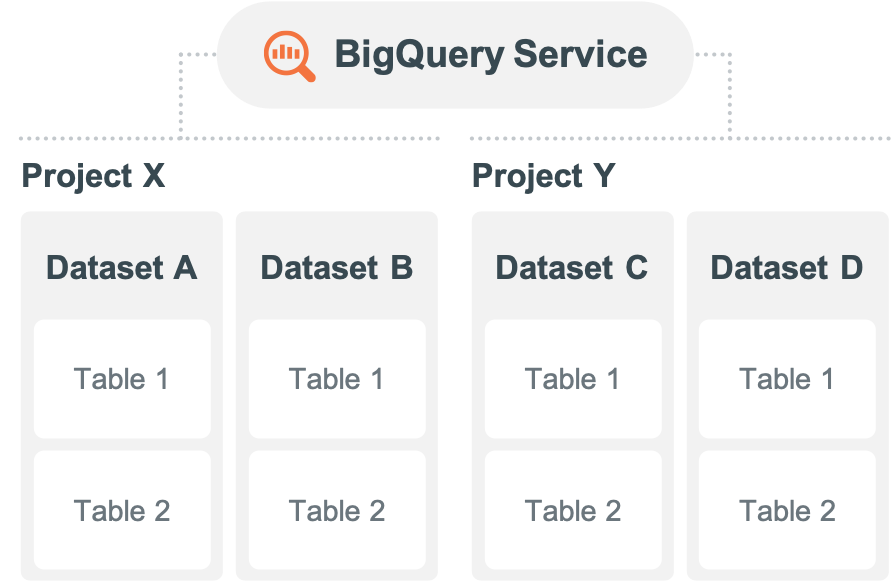 BigQuery Service
Project X
Dataset A
Table 1
Table 2
Dataset B
Table 1
Table 2
Project Y
Dataset C
Table 1
Table 2
Dataset D
Table 1
Table 2